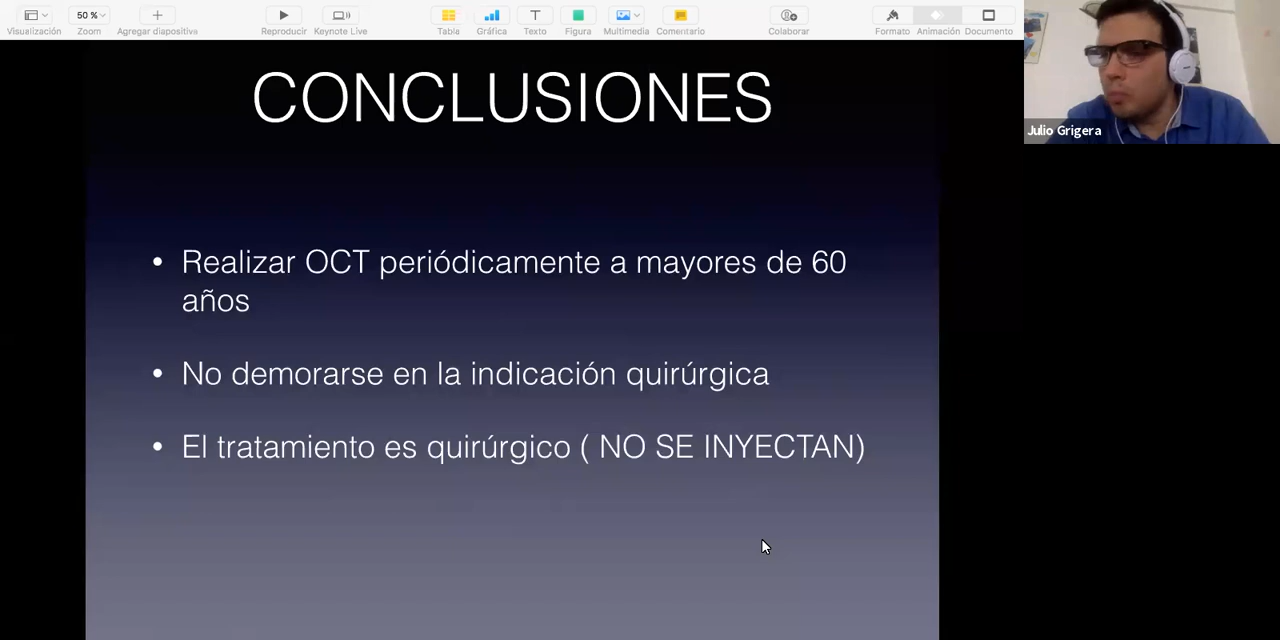 50 %
Visualización
Zoom
Agregar diapositiva
Reproducir
Keynote Live
Tabla
Gráfica
Texto
Figura
Multimedia
Comentario
Colaborar
Formato
Animación
Documento
Julio Grigera
CONCLUSIONES
• Realizar OCT periódicamente a mayores de 60
años
• No demorarse en la indicación quirúrgica
• El tratamiento es quirúrgico ( NO SE INYECTAN)